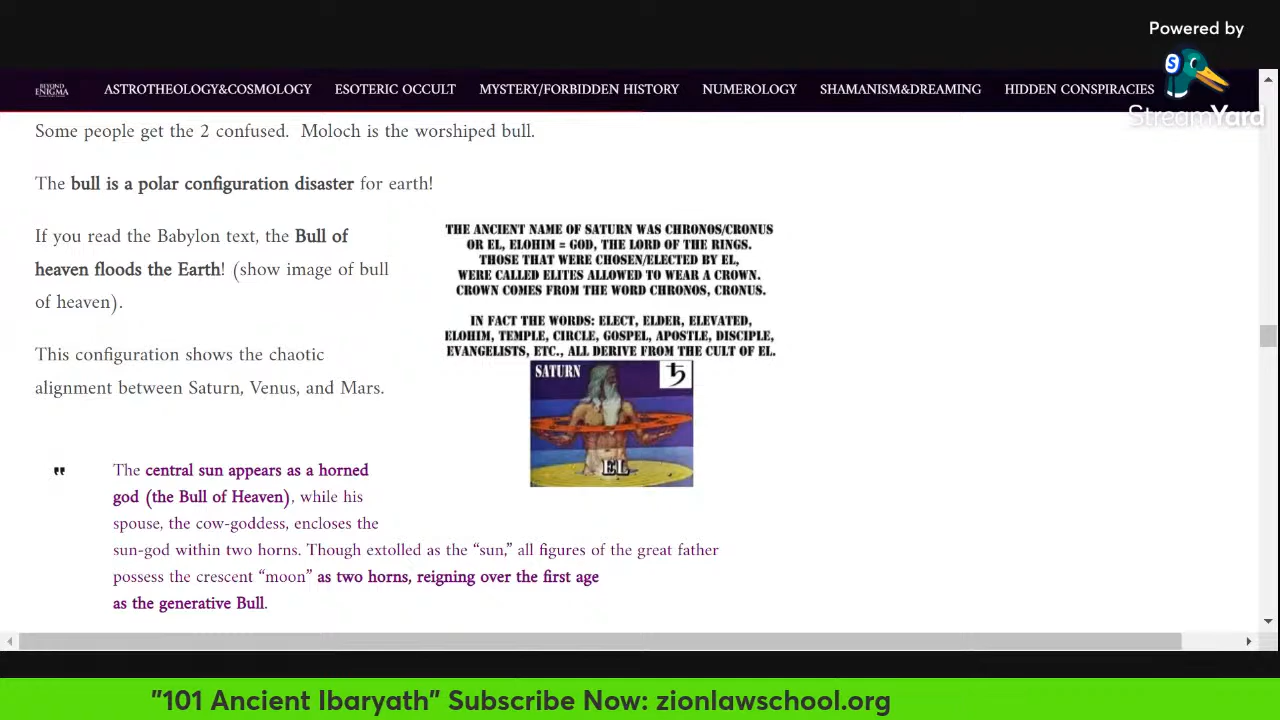 Powered by
StreamYard
BEYOND
ENIGMA
ASTROTHEOLOGY&COSMOLOGY ESOTERIC OCCULT MYSTERY/FORBIDDEN HISTORY NUMEROLOGY SHAMANISM&DREAMING HIDDEN CONSPIRACIES
Some people get the 2 confused. Moloch is the worshiped bull.
The bull is a polar configuration disaster for earth!
If you read the Babylon text, the Bull of
heaven floods the Earth! (show image of bull
of heaven).
This configuration shows the chaotic
alignment between Saturn, Venus, and Mars.
THE ANCIENT NAME OF SATURN WAS CHRONOS/CRONUS
OR EL, ELOHIM = GOD, THE LORD OF THE RINGS.
THOSE THAT WERE CHOSEN/ELECTED BY EL,
WERE CALLED ELITES ALLOWED TO WEAR A CROWN.
CROWN COMES FROM THE WORD CHRONOS, CRONUS.
IN FACT THE WORDS: ELECT, ELDER, ELEVATED,
ELOHIM, TEMPLE, CIRCLE, GOSPEL, APOSTLE, DISCIPLE,
EVANGELISTS, ETC., ALL DERIVE FROM THE CULT OF EL.
SATURN ♄
EL
" The central sun appears as a horned
god (the Bull of Heaven), while his
spouse, the cow-goddess, encloses the
sun-god within two horns. Though extolled as the “sun,” all figures of the great father
possess the crescent “moon” as two horns, reigning over the first age
as the generative Bull.
"101 Ancient Ibaryath" Subscribe Now: zionlawschool.org